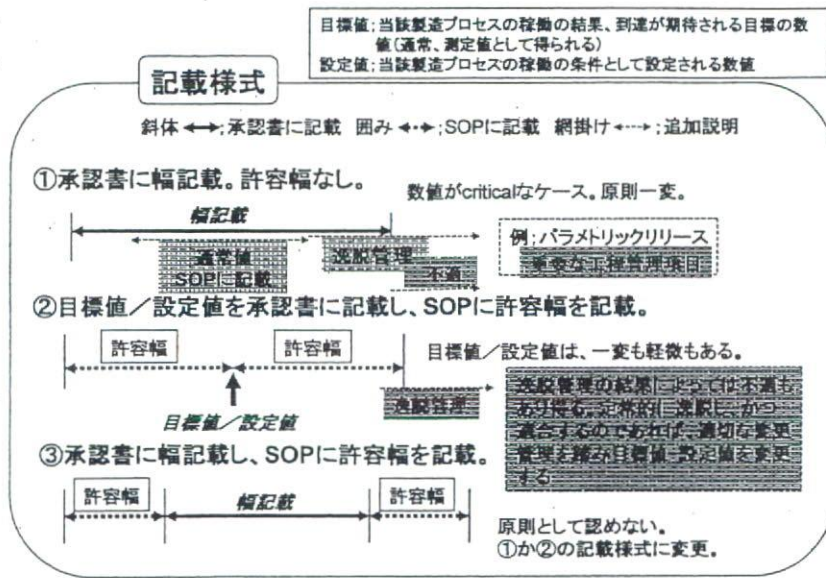 目標値;当該製造プロセスの稼働の結果、到達が期待される目標の数
値(通常、測定値として得られる)
設定値;当該製造プロセスの稼働の条件として設定される数値
記載様式
斜体 ;承認書に記載 囲み ;SOPに記載 網掛け ;追加説明
①承認書に幅記載。許容幅なし。
数値がcriticalなケース。原則一変。
幅記載
通常値
SOPに記載
逸脱管理
不適
例;パラメトリックリリース
重要な工程管理項目
②目標値／設定値を承認書に記載し、SOPに許容幅を記載。
許容幅
許容幅
目標値／設定値は、一変も軽微もある。
逸脱管理
目標値／設定値
逸脱管理の結果によっては不適も
あり得る。定常的に逸脱し、かつ
適合するのであれば、適切な変更
管理を踏み目標値・設定値を変更
する
③承認書に幅記載し、SOPに許容幅を記載。
許容幅
幅記載
許容幅
原則として認めない。
①か②の記載様式に変更。